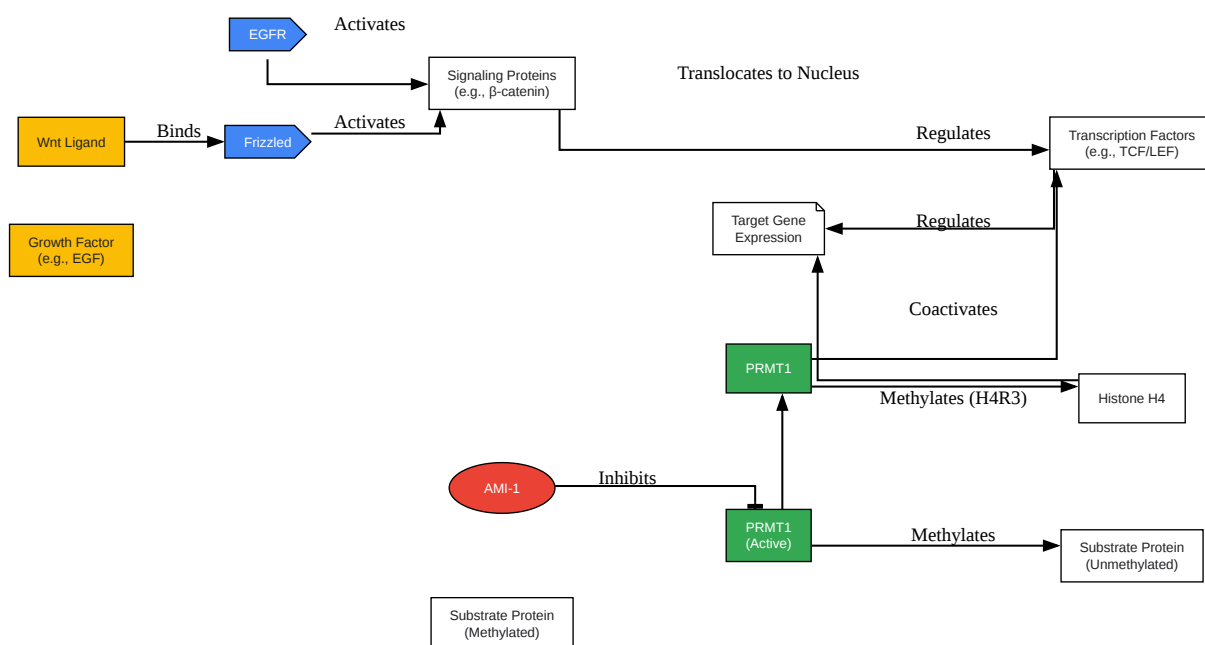 EGFR
Activates
Signaling Proteins
(e.g., β-catenin)
Translocates to Nucleus
Wnt Ligand
Binds
Frizzled
Activates
Regulates
Transcription Factors
(e.g., TCF/LEF)
Growth Factor
(e.g., EGF)
Target Gene
Expression
Regulates
Coactivates
PRMT1
Methylates (H4R3)
Histone H4
AMI-1
Inhibits
PRMT1
(Active)
Methylates
Substrate Protein
(Unmethylated)
Substrate Protein
(Methylated)